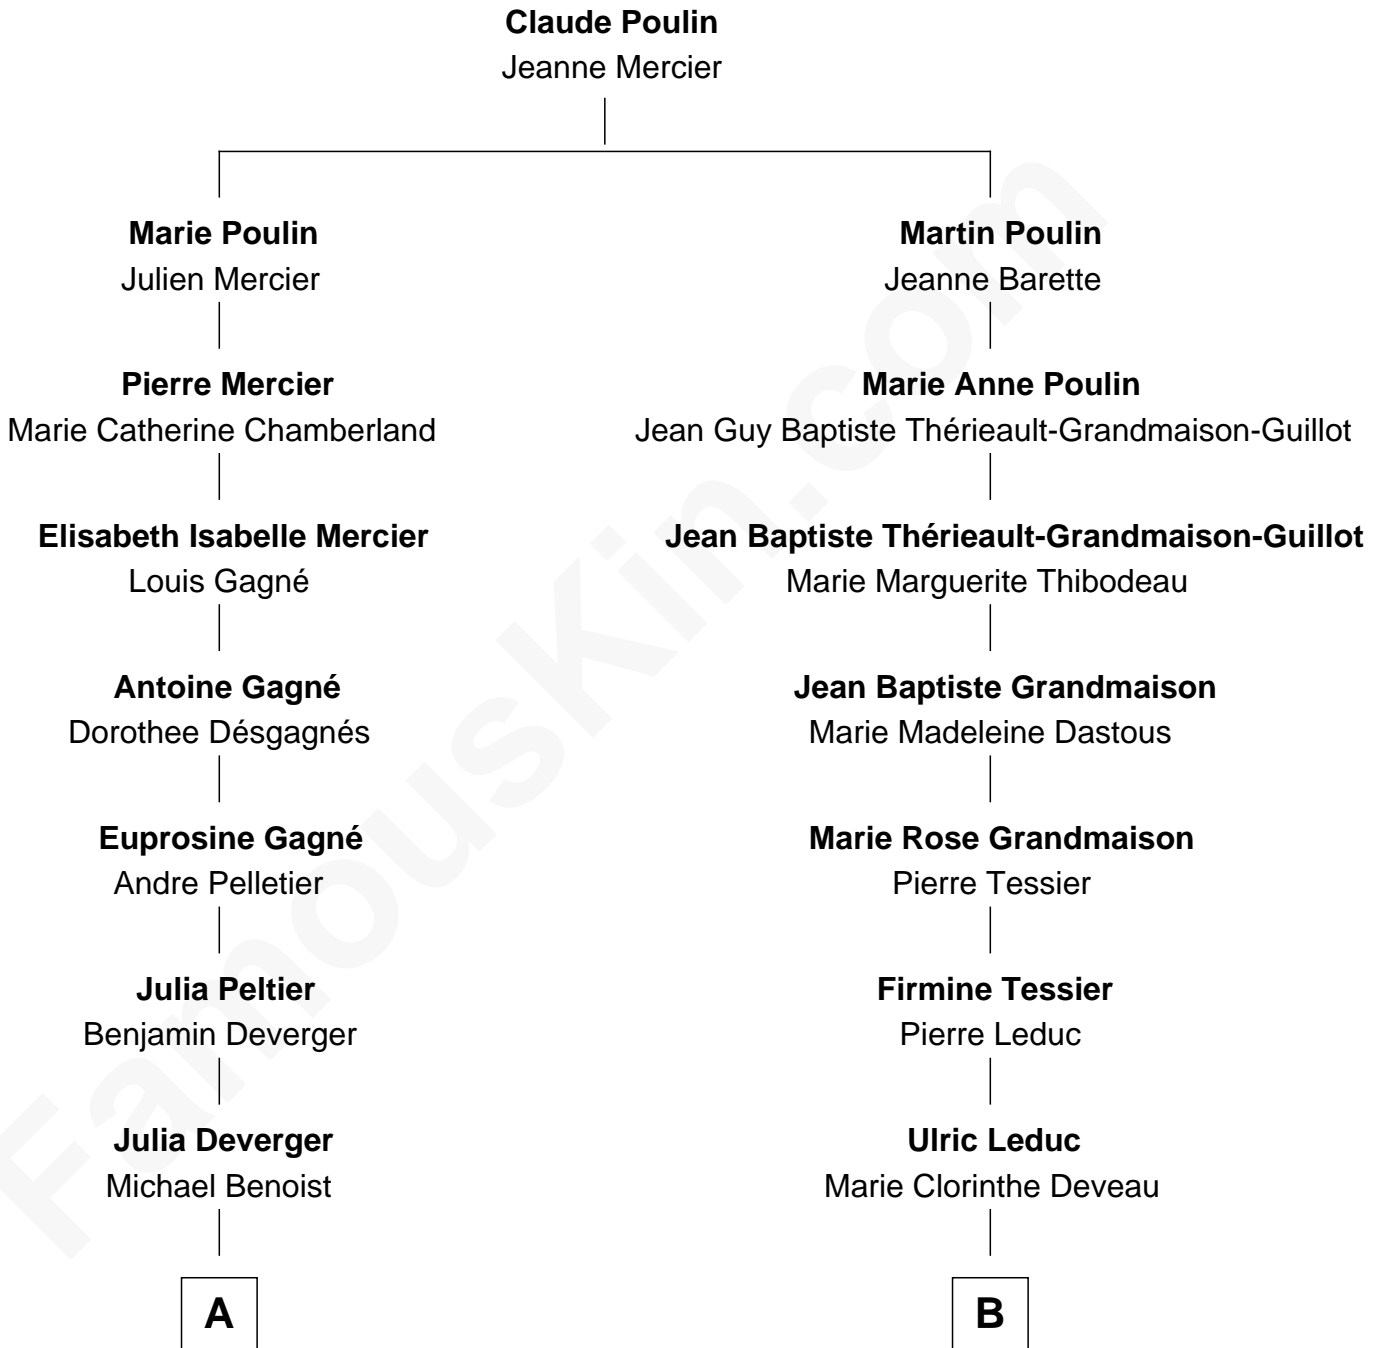 Claude Poulin
Jeanne Mercier
Marie Poulin
Julien Mercier
Martin Poulin
Jeanne Barette
Pierre Mercier
Marie Catherine Chamberland
Marie Anne Poulin
Jean Guy Baptiste Thérieault-Grandmaison-Guillot
Elisabeth Isabelle Mercier
Louis Gagné
Jean Baptiste Thérieault-Grandmaison-Guillot
Marie Marguerite Thibodeau
Antoine Gagné
Dorothee Désgagnés
Jean Baptiste Grandmaison
Marie Madeleine Dastous
Euprosine Gagné
Andre Pelletier
Marie Rose Grandmaison
Pierre Tessier
Julia Peltier
Benjamin Deverger
Firmine Tessier
Pierre Leduc
Julia Deverger
Michael Benoist
Ulric Leduc
Marie Clorinthe Deveau
A
B
FamousKin.com